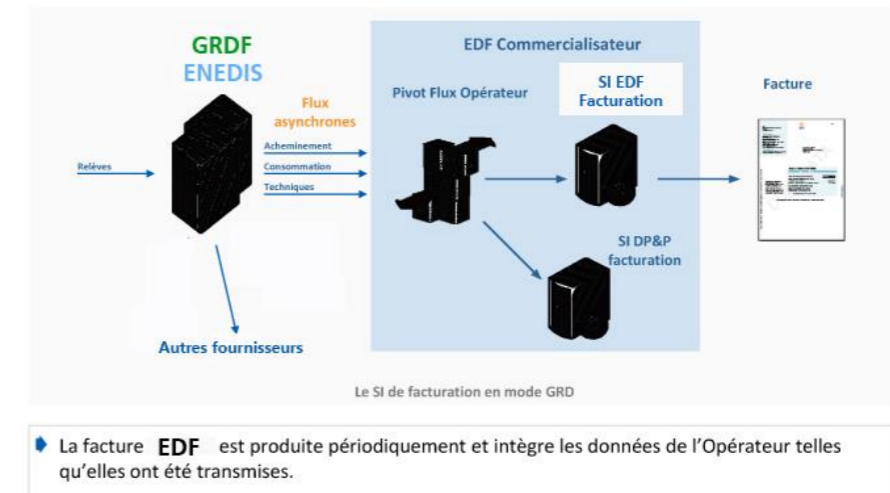 GRDF
ENEDIS
EDF Commercialisateur
Pivot Flux Opérateur
SI EDF
Facturation
Facture
Flux
asynchrones
Relèves
Acheminement
Consommation
Techniques
SI DP&P
facturation
Autres fournisseurs
Le SI de facturation en mode GRD
La facture EDF est produite périodiquement et intègre les données de l'Opérateur telles
qu'elles ont été transmises.